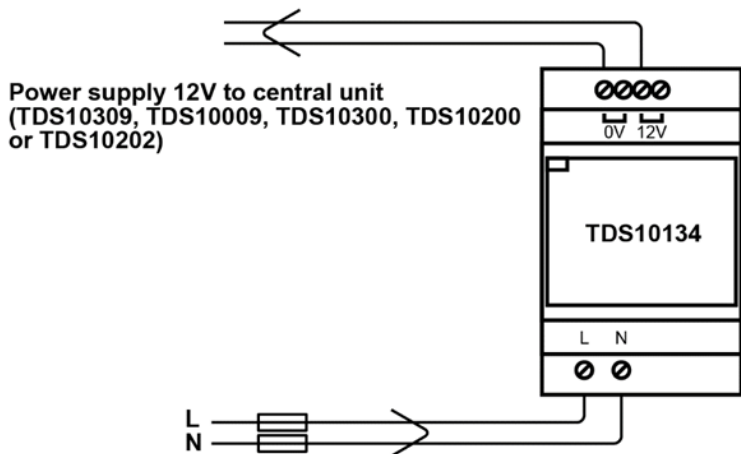 Power supply 12V to central unit
(TDS10309, TDS10009, TDS10300, TDS10200
or TDS10202)
0V 12V
TDS10134
L N
L
N